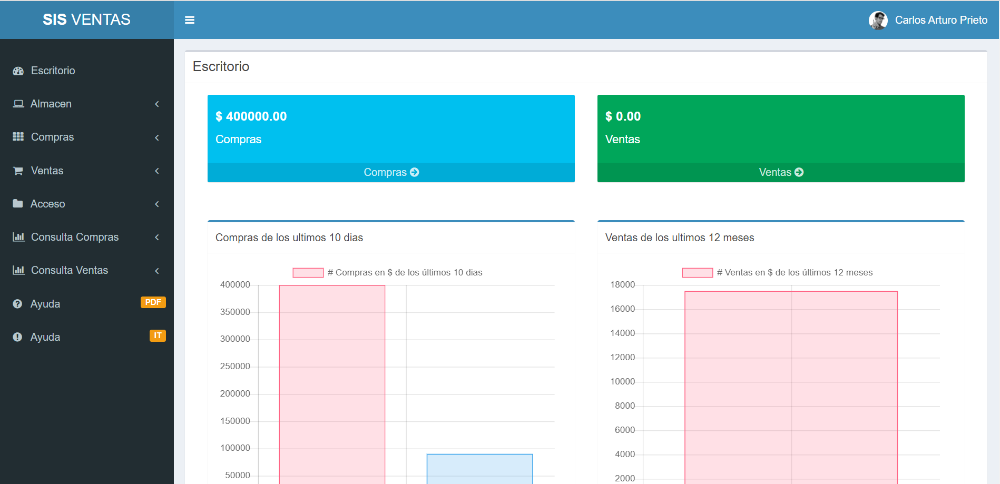 SIS VENTAS
Carlos Arturo Prieto
Escritorio
Almacen
Compras
Ventas
Acceso
Consulta Compras
Consulta Ventas
Ayuda PDF
Ayuda IT
Escritorio
$ 400000.00
Compras
Compras
$ 0.00
Ventas
Ventas
Compras de los ultimos 10 dias
# Compras en $ de los últimos 10 dias
400000
350000
300000
250000
200000
150000
100000
50000
Ventas de los ultimos 12 meses
# Ventas en $ de los últimos 12 meses
18000
16000
14000
12000
10000
8000
6000
4000
2000